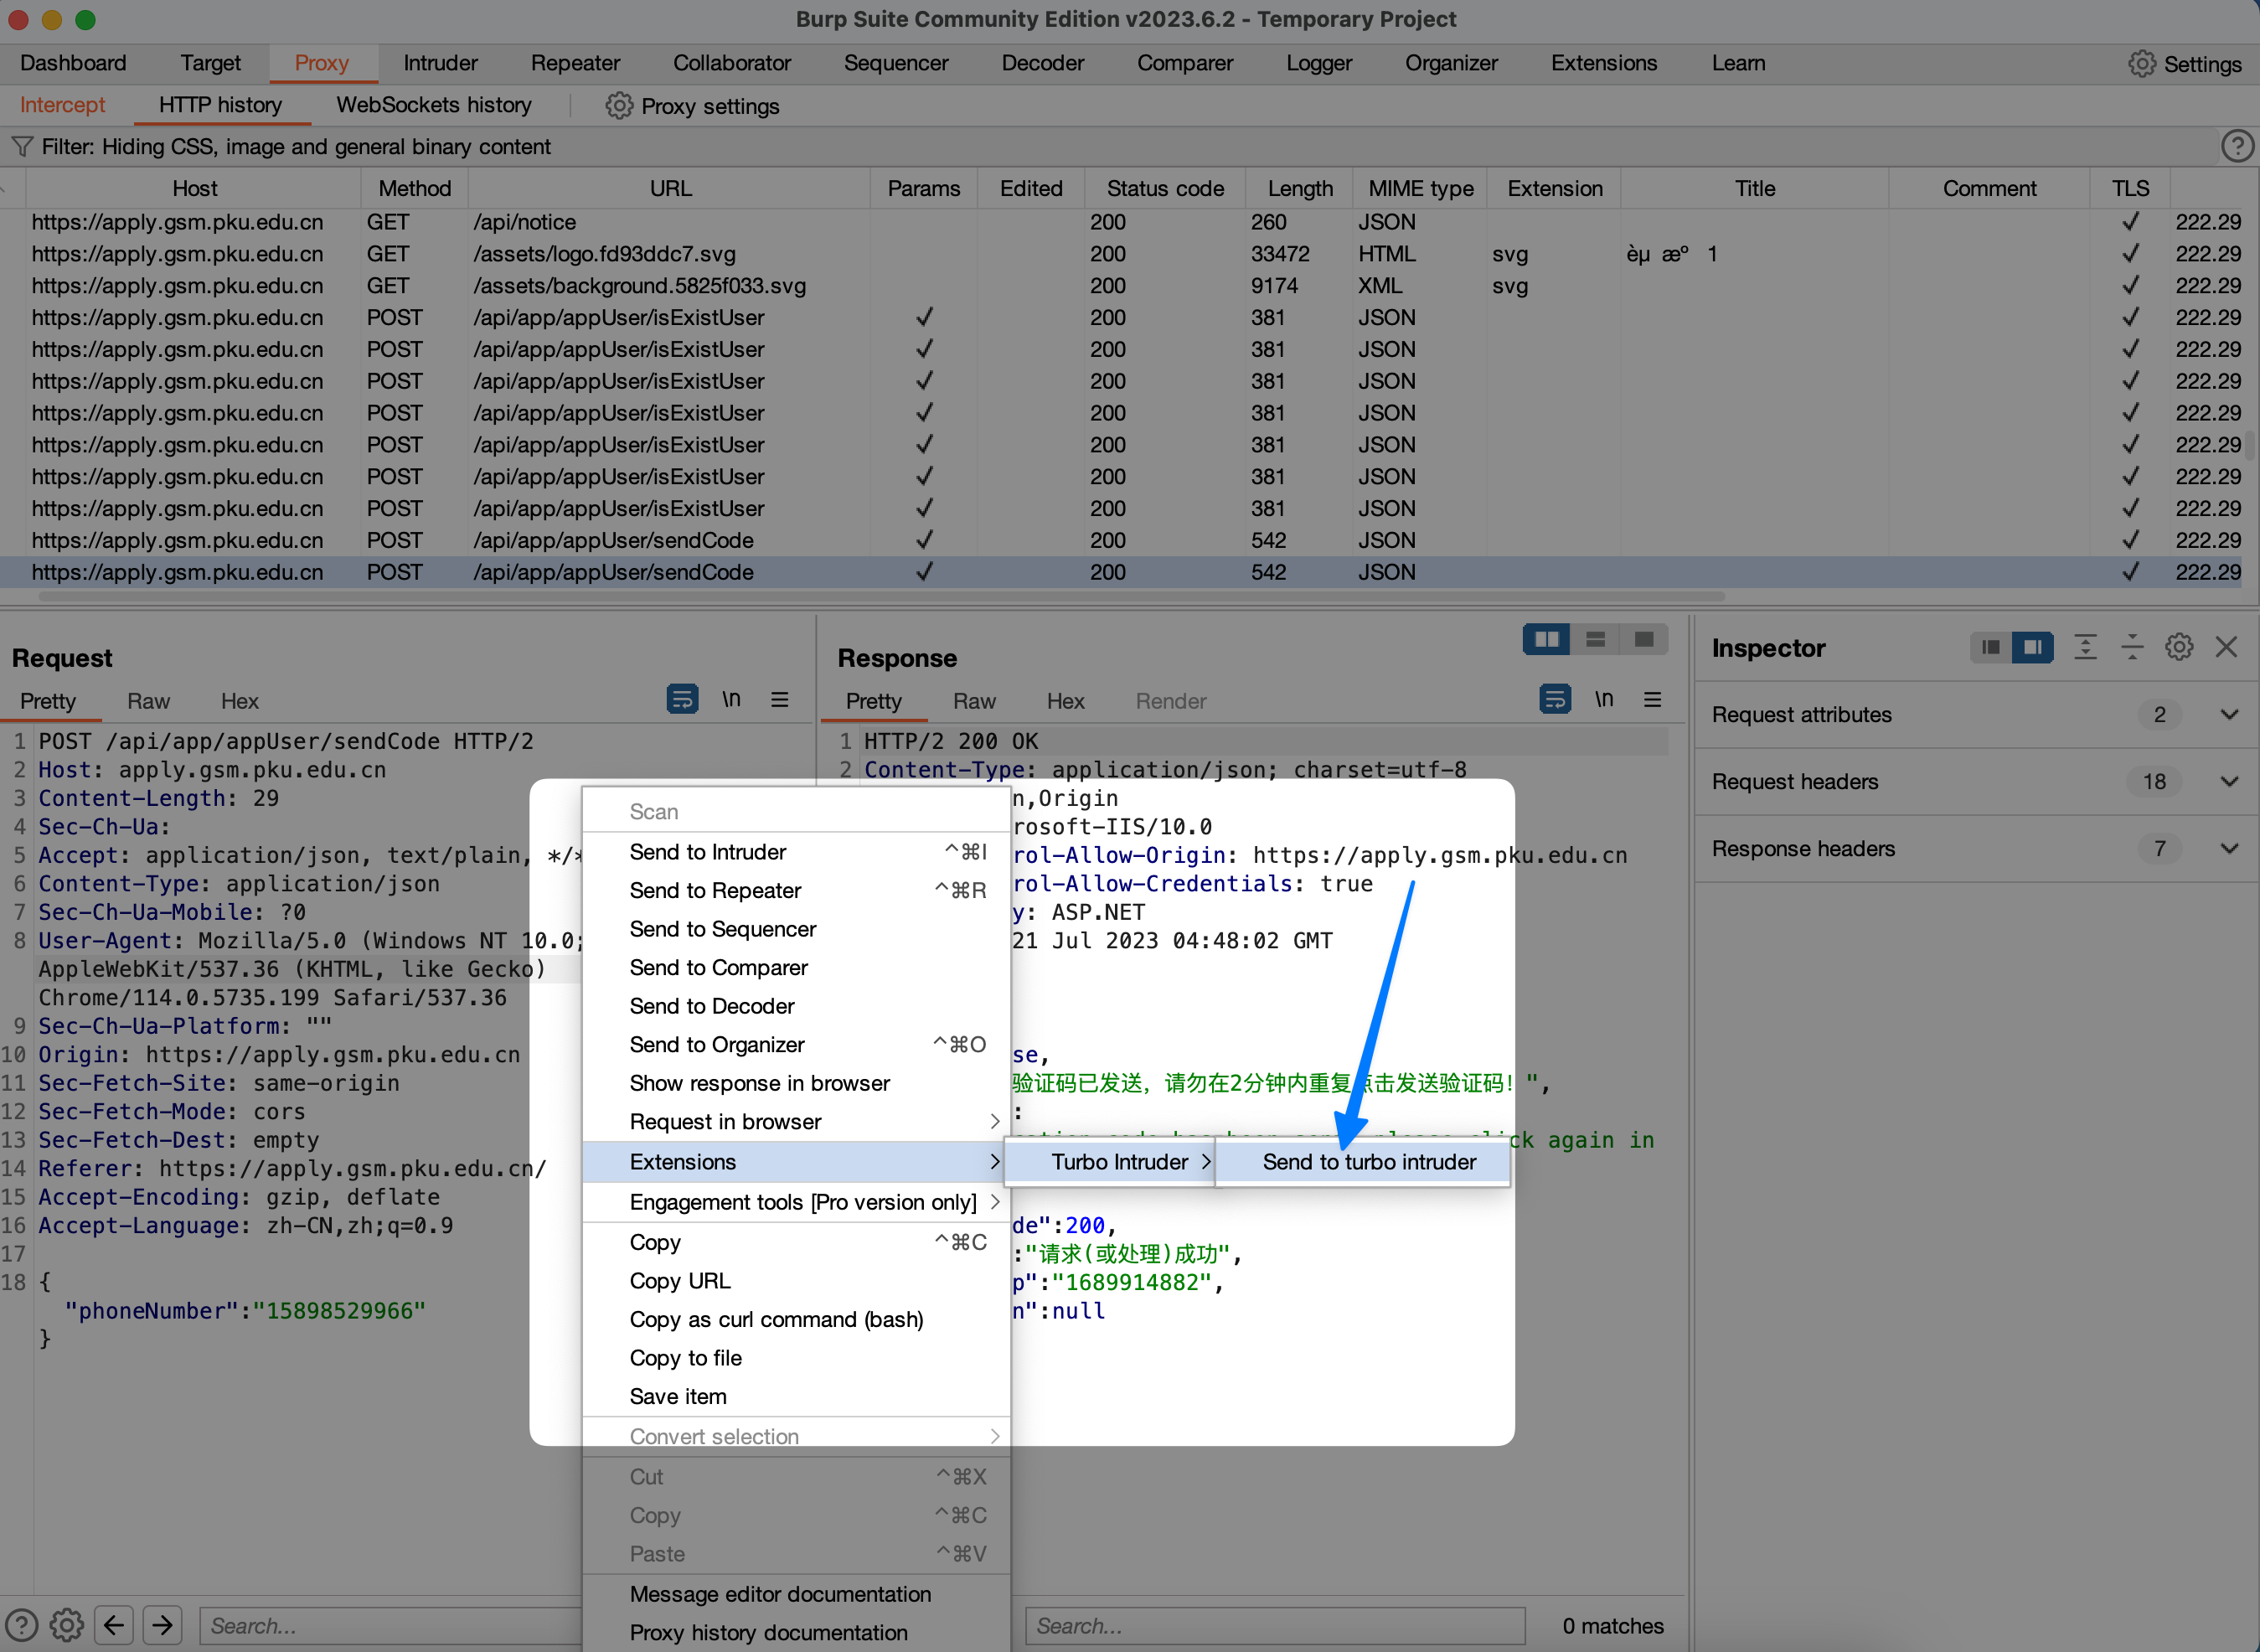 Burp Suite Community Edition v2023.6.2 - Temporary Project
Dashboard Target Proxy Intruder Repeater Collaborator Sequencer Decoder Comparer Logger Organizer Extensions Learn Settings
Intercept HTTP history WebSockets history Proxy settings
Filter: Hiding CSS, image and general binary content
Host Method URL Params Edited Status code Length MIME type Extension Title Comment TLS
https://apply.gsm.pku.edu.cn GET /api/notice 200 260 JSON ✓ 222.29
https://apply.gsm.pku.edu.cn GET /assets/logo.fd93ddc7.svg 200 33472 HTML svg èµ æº 1 ✓ 222.29
https://apply.gsm.pku.edu.cn GET /assets/background.5825f033.svg 200 9174 XML svg ✓ 222.29
https://apply.gsm.pku.edu.cn POST /api/app/appUser/isExistUser ✓ 200 381 JSON ✓ 222.29
https://apply.gsm.pku.edu.cn POST /api/app/appUser/isExistUser ✓ 200 381 JSON ✓ 222.29
https://apply.gsm.pku.edu.cn POST /api/app/appUser/isExistUser ✓ 200 381 JSON ✓ 222.29
https://apply.gsm.pku.edu.cn POST /api/app/appUser/isExistUser ✓ 200 381 JSON ✓ 222.29
https://apply.gsm.pku.edu.cn POST /api/app/appUser/isExistUser ✓ 200 381 JSON ✓ 222.29
https://apply.gsm.pku.edu.cn POST /api/app/appUser/isExistUser ✓ 200 381 JSON ✓ 222.29
https://apply.gsm.pku.edu.cn POST /api/app/appUser/isExistUser ✓ 200 381 JSON ✓ 222.29
https://apply.gsm.pku.edu.cn POST /api/app/appUser/sendCode ✓ 200 542 JSON ✓ 222.29
https://apply.gsm.pku.edu.cn POST /api/app/appUser/sendCode ✓ 200 542 JSON ✓ 222.29
Request
Pretty Raw Hex \n
1 POST /api/app/appUser/sendCode HTTP/2
2 Host: apply.gsm.pku.edu.cn
3 Content-Length: 29
4 Sec-Ch-Ua:
5 Accept: application/json, text/plain, */*
6 Content-Type: application/json
7 Sec-Ch-Ua-Mobile: ?0
8 User-Agent: Mozilla/5.0 (Windows NT 10.0;
AppleWebKit/537.36 (KHTML, like Gecko)
Chrome/114.0.5735.199 Safari/537.36
9 Sec-Ch-Ua-Platform: ""
10 Origin: https://apply.gsm.pku.edu.cn
11 Sec-Fetch-Site: same-origin
12 Sec-Fetch-Mode: cors
13 Sec-Fetch-Dest: empty
14 Referer: https://apply.gsm.pku.edu.cn/
15 Accept-Encoding: gzip, deflate
16 Accept-Language: zh-CN,zh;q=0.9
17
18 {
"phoneNumber":"15898529966"
}
Scan
Send to Intruder ^⌘I
Send to Repeater ^⌘R
Send to Sequencer
Send to Comparer
Send to Decoder
Send to Organizer ^⌘O
Show response in browser
Request in browser
Extensions
Turbo Intruder
Send to turbo intruder
Engagement tools [Pro version only]
Copy ^⌘C
Copy URL
Copy as curl command (bash)
Copy to file
Save item
Convert selection
Cut ^⌘X
Copy ^⌘C
Paste ^⌘V
Message editor documentation
Proxy history documentation
Response
Pretty Raw Hex Render \n
1 HTTP/2 200 OK
2 Content-Type: application/json; charset=utf-8
n,Origin
rosoft-IIS/10.0
rol-Allow-Origin: https://apply.gsm.pku.edu.cn
rol-Allow-Credentials: true
y: ASP.NET
21 Jul 2023 04:48:02 GMT
se,
验证码已发送，请勿在2分钟内重复点击发送验证码！",
:
click again in
de":200,
:"请求(或处理)成功",
p":"1689914882",
n":null
Inspector
Request attributes 2
Request headers 18
Response headers 7
Search...
Search... 0 matches